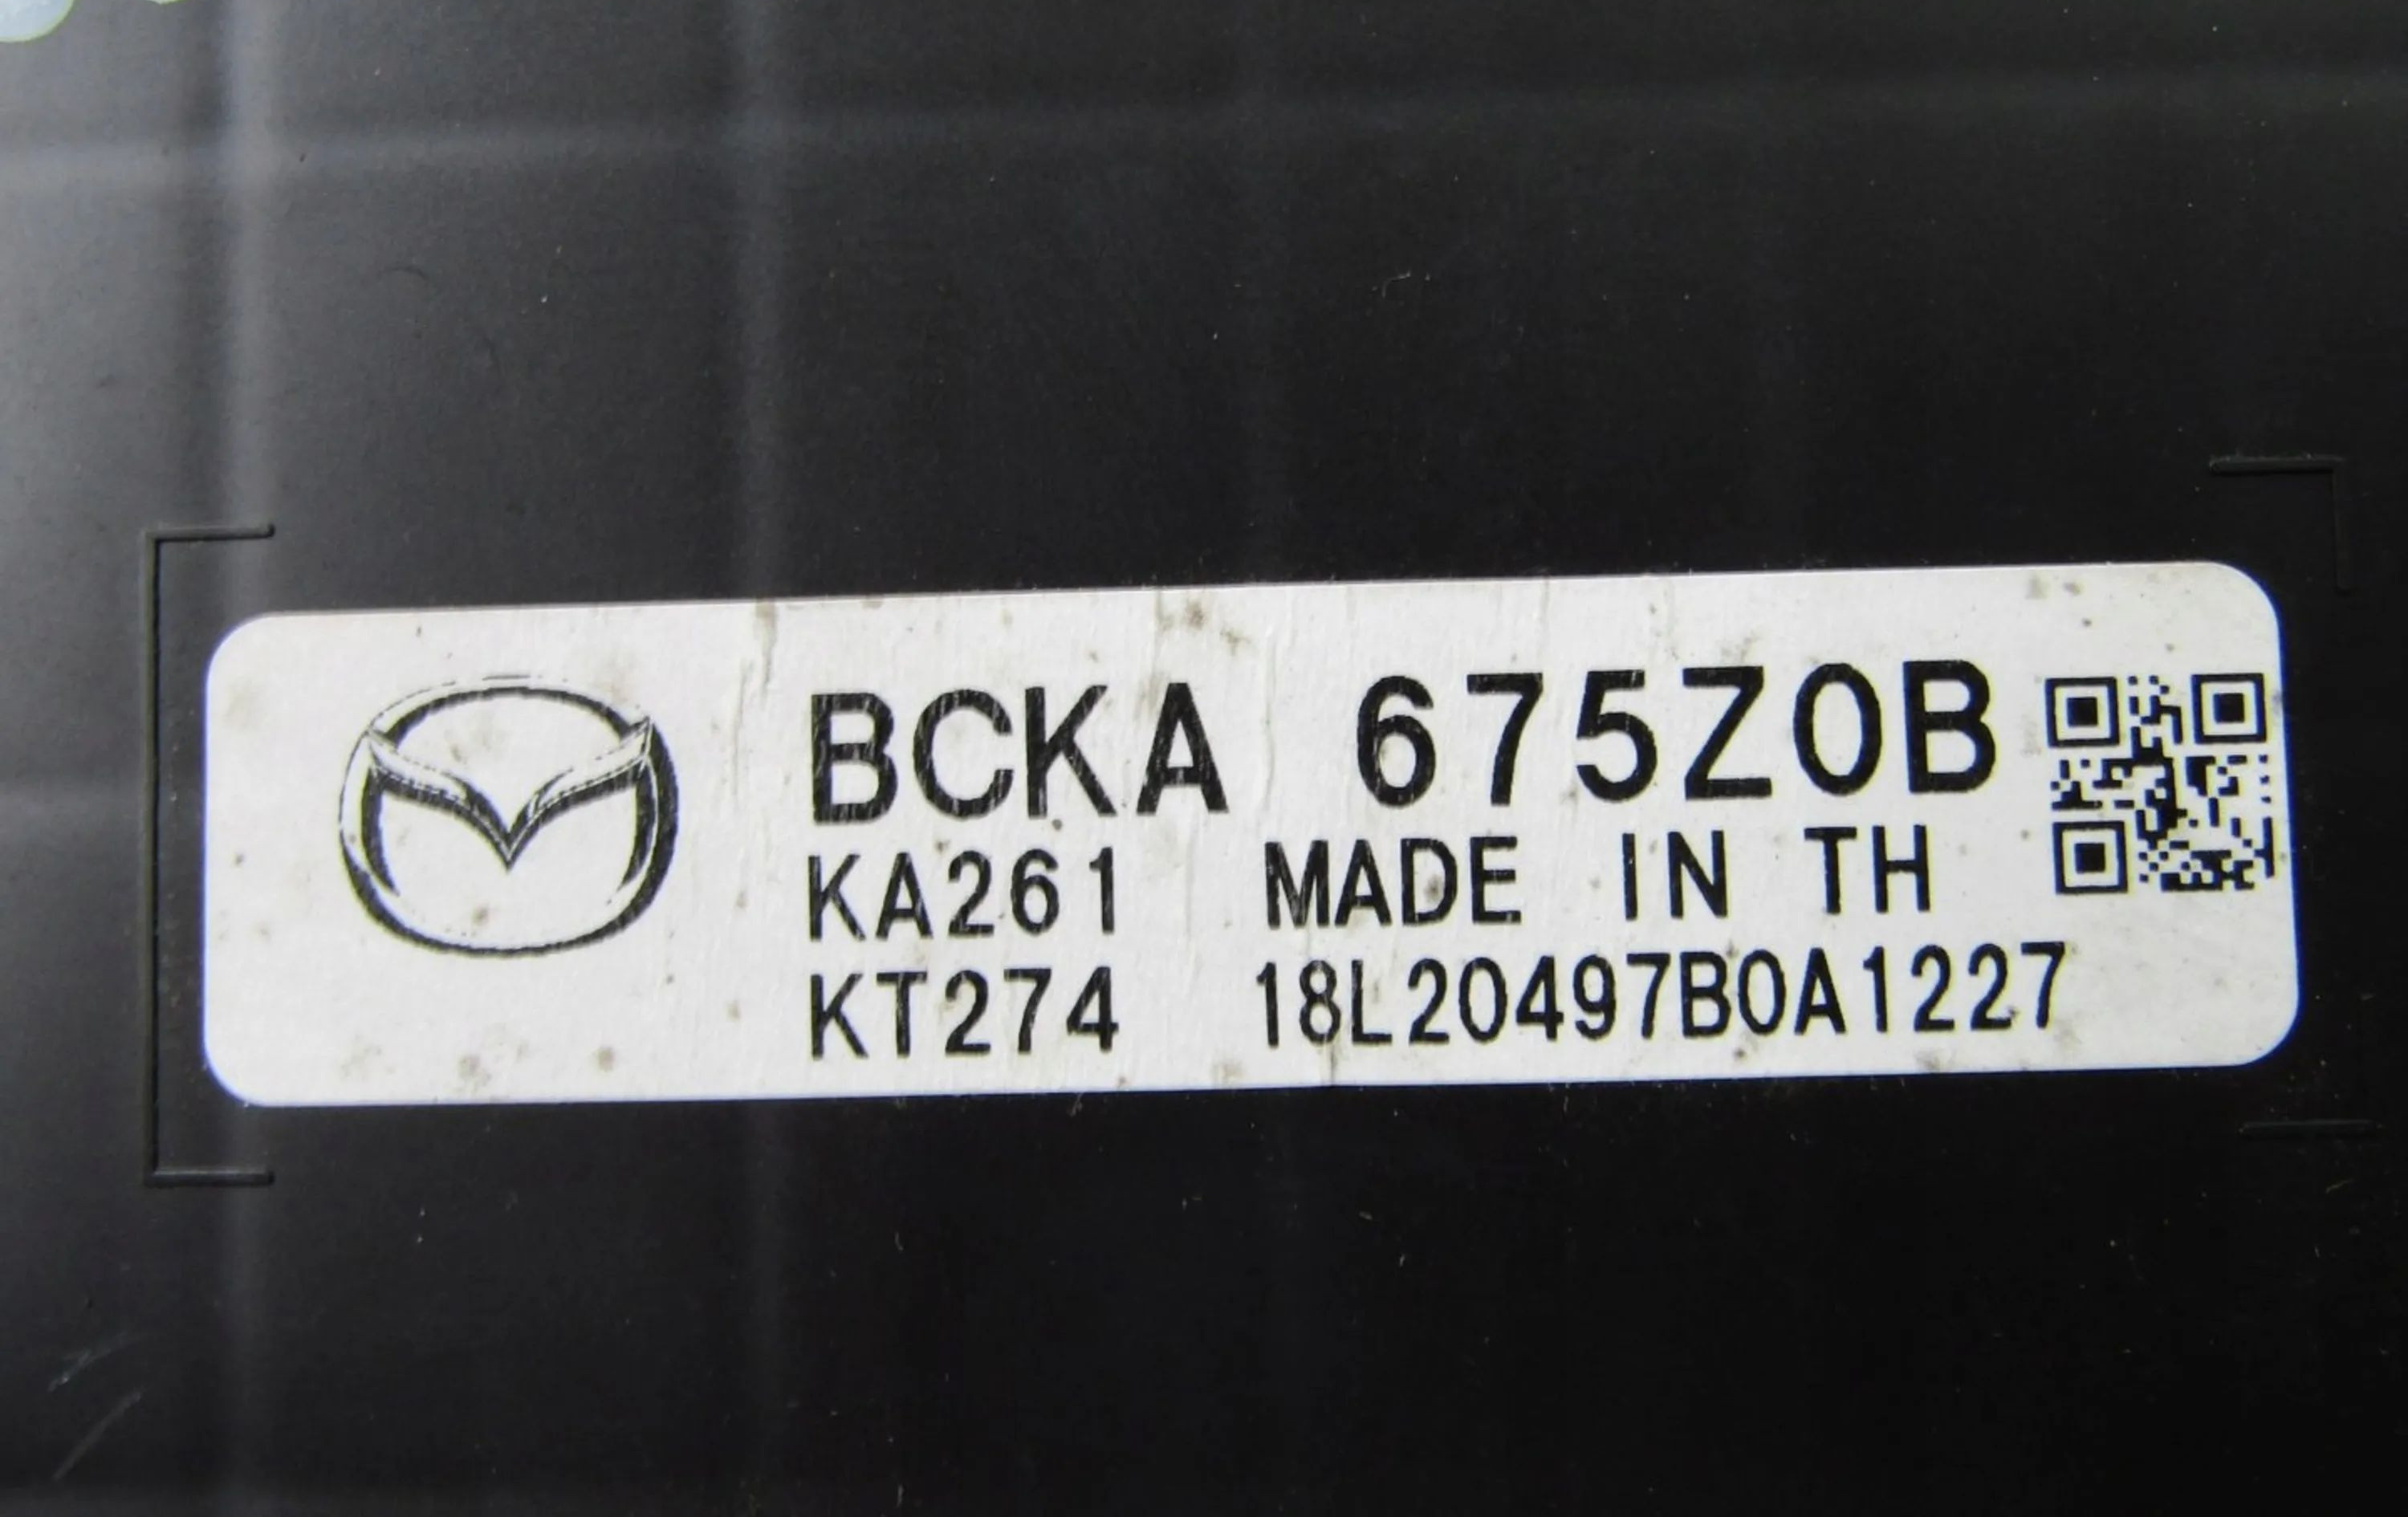 BCKA 675Z0B
KA261 MADE IN TH
KT274 18L20497B0A1227